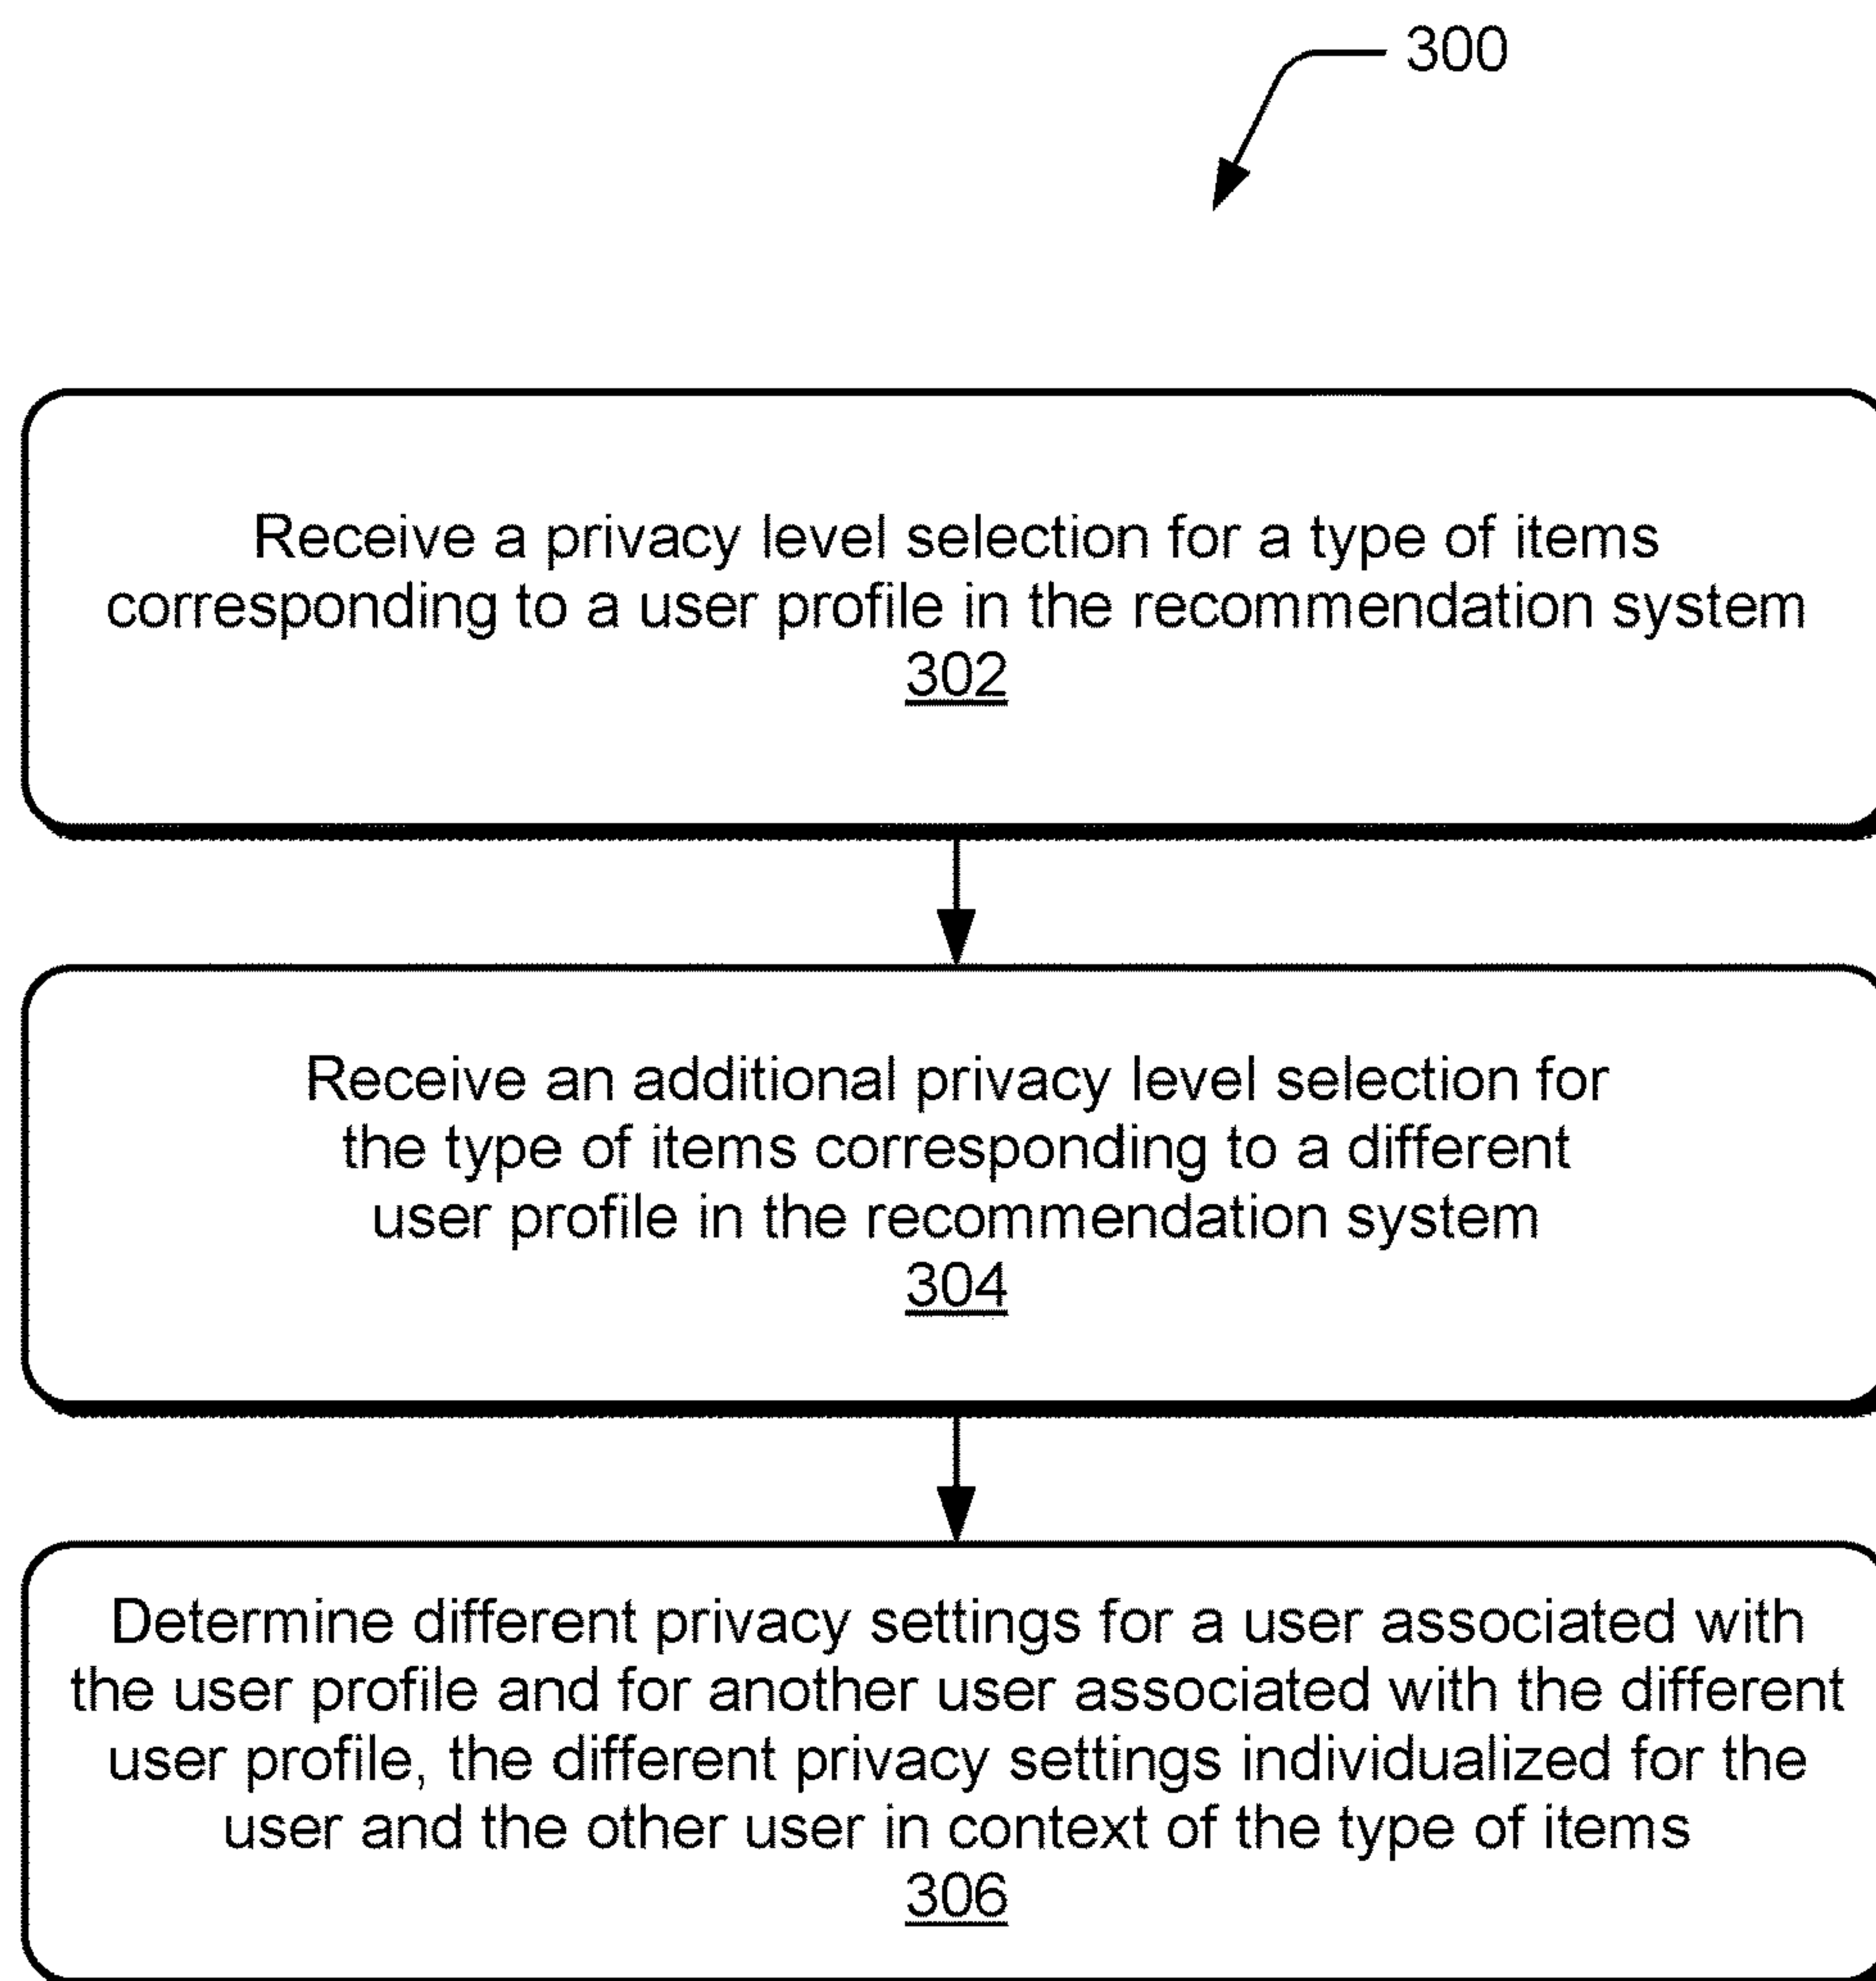 300
Receive a privacy level selection for a type of items
corresponding to a user profile in the recommendation system
302
Receive an additional privacy level selection for
the type of items corresponding to a different
user profile in the recommendation system
304
Determine different privacy settings for a user associated with
the user profile and for another user associated with the different
user profile, the different privacy settings individualized for the
user and the other user in context of the type of items
306